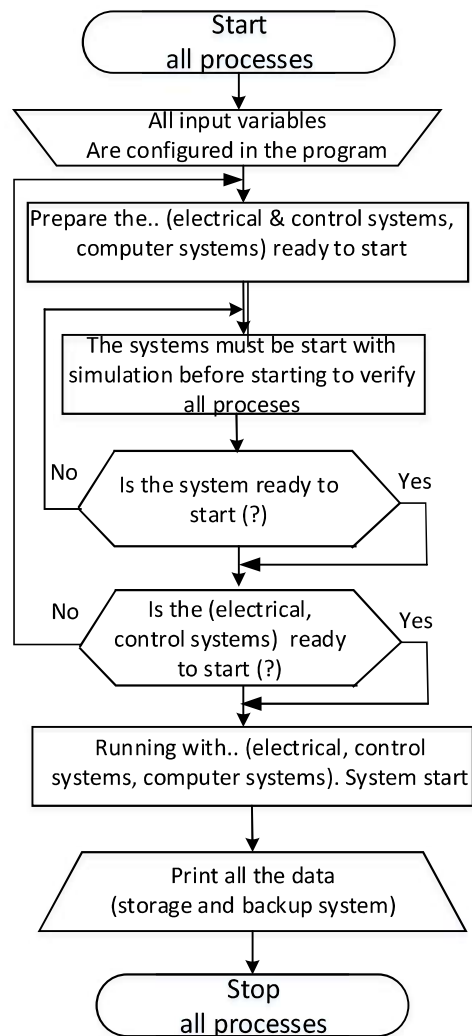 Start
all processes
All input variables
Are configured in the program
Prepare the.. (electrical & control systems,
computer systems) ready to start
The systems must be start with
simulation before starting to verify
all proceses
No
Is the system ready to
start (?)
Yes
No
Is the (electrical,
control systems) ready
to start (?)
Yes
Running with.. (electrical, control
systems, computer systems). System start
Print all the data
(storage and backup system)
Stop
all processes